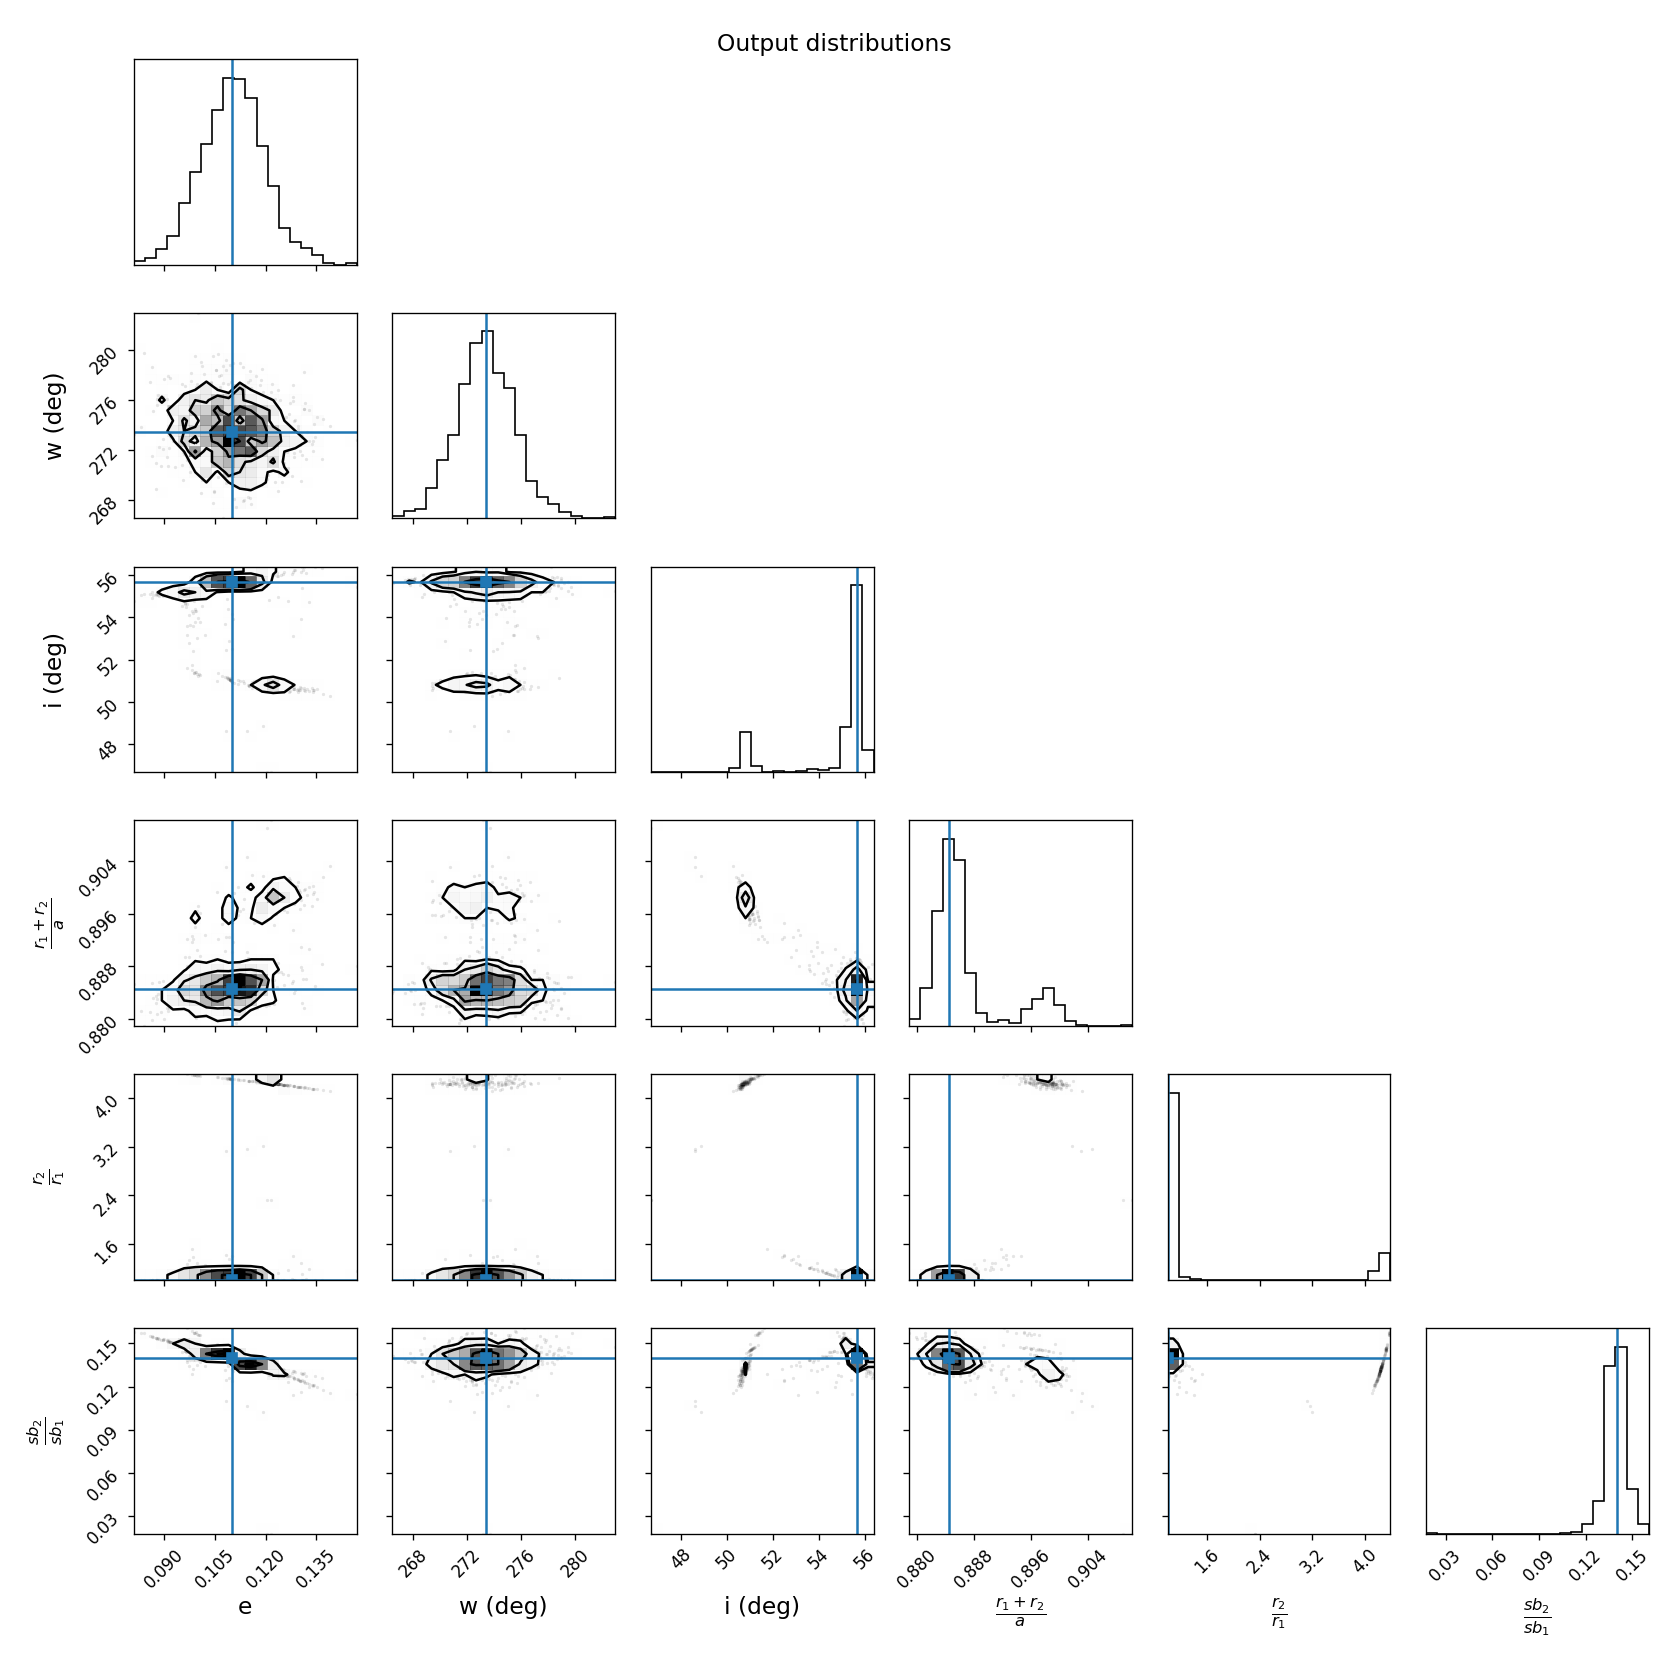 Output distributions
w (deg)
280
276
272
268
i (deg)
56
54
52
50
48
r₁ + r₂
a
0.904
0.896
0.888
0.880
r₂
r₁
4.0
3.2
2.4
1.6
sb₂
sb₁
0.15
0.12
0.09
0.06
0.03
0.090 0.105 0.120 0.135 268 272 276 280 48 50 52 54 56 0.880 0.888 0.896 0.904 1.6 2.4 3.2 4.0 0.03 0.06 0.09 0.12 0.15
e w (deg) i (deg) r₁ + r₂ r₂ sb₂
a r₁ sb₁